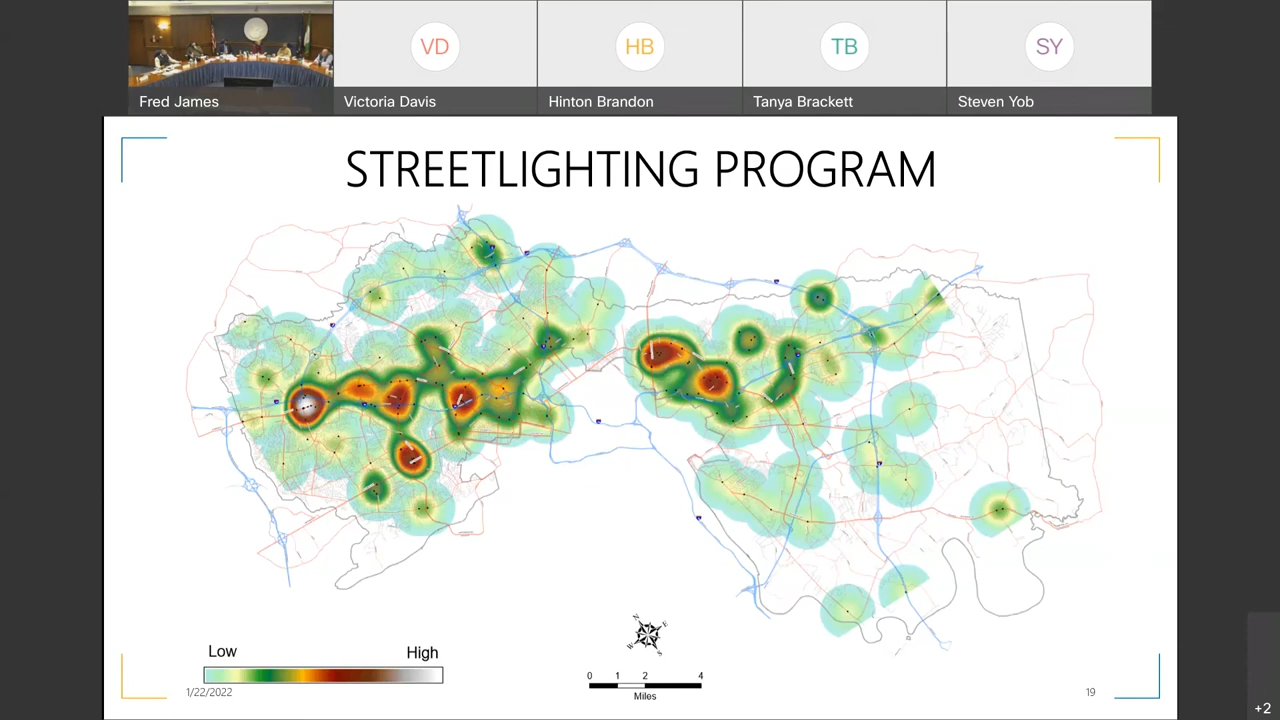 VD
HB
TB
SY
Fred James
Victoria Davis
Hinton Brandon
Tanya Brackett
Steven Yob
STREETLIGHTING PROGRAM
N
W
E
S
Low
High
0 1 2 4
Miles
1/22/2022
19
+2